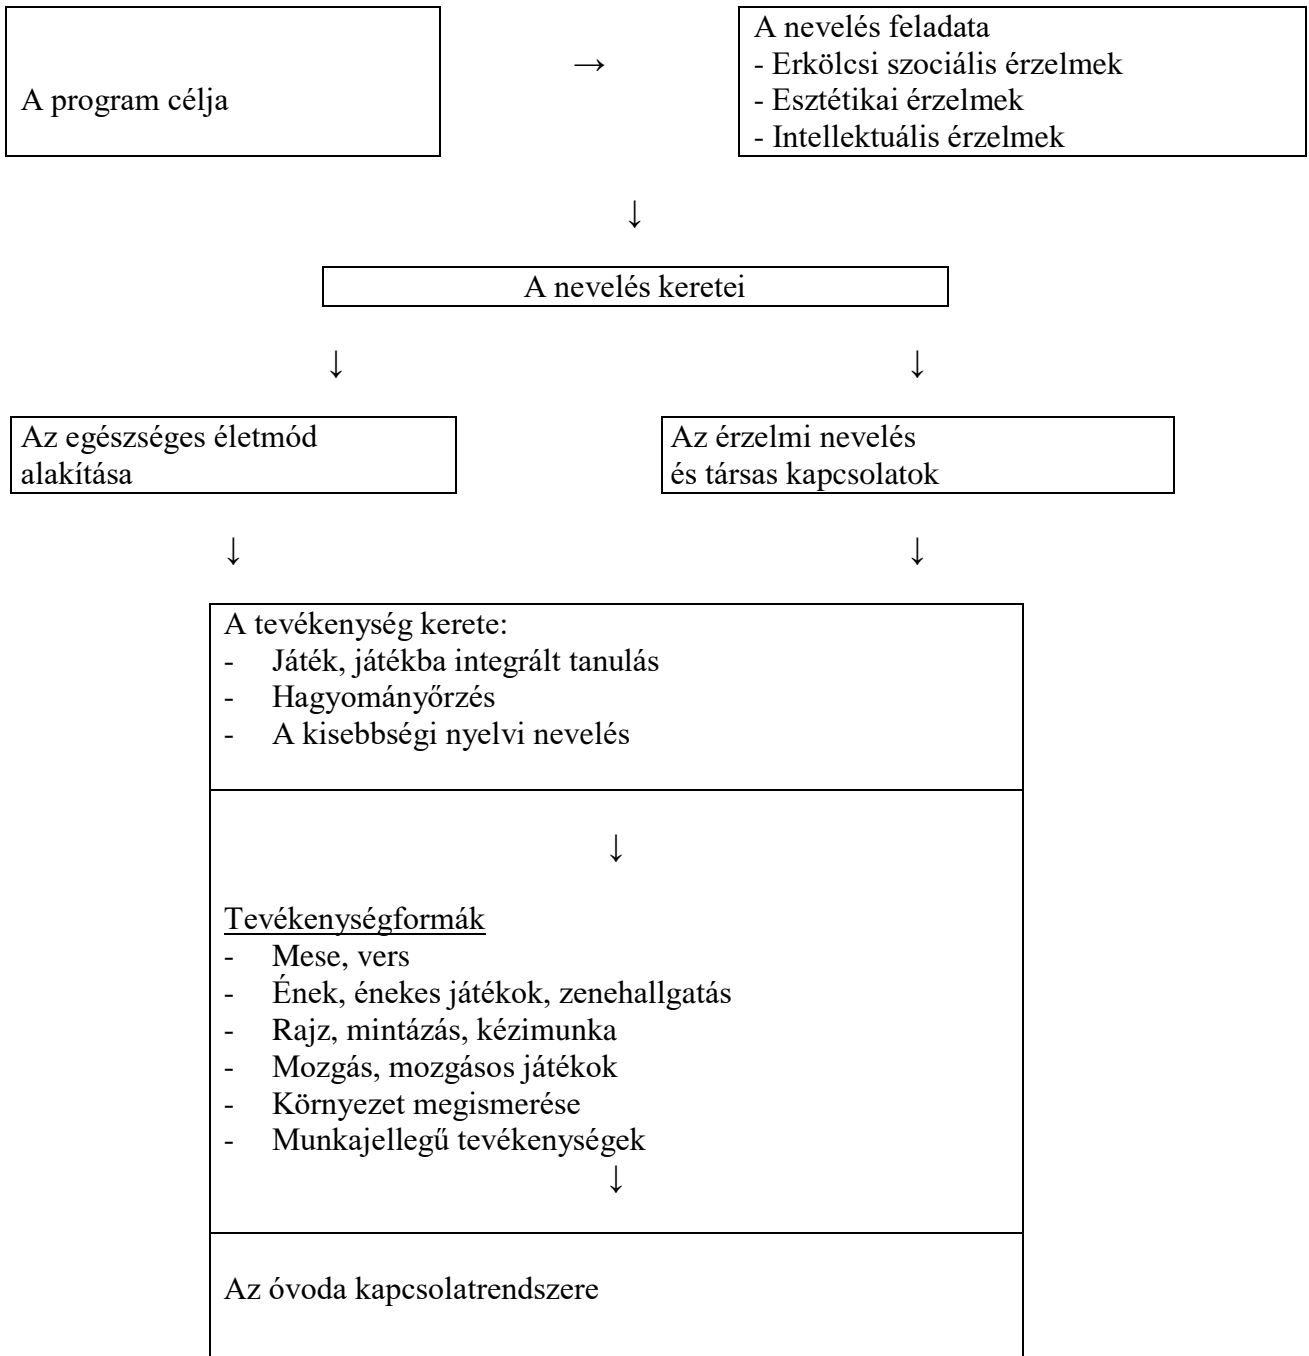 A program célja
→
A nevelés feladata
- Erkölcsi szociális érzelmek
- Esztétikai érzelmek
- Intellektuális érzelmek
↓
A nevelés keretei
↓ ↓
Az egészséges életmód
alakítása
Az érzelmi nevelés
és társas kapcsolatok
↓ ↓
A tevékenység kerete:
- Játék, játékba integrált tanulás
- Hagyományőrzés
- A kisebbségi nyelvi nevelés
↓
Tevékenységformák
- Mese, vers
- Ének, énekes játékok, zenehallgatás
- Rajz, mintázás, kézimunka
- Mozgás, mozgásos játékok
- Környezet megismerése
- Munkajellegű tevékenységek
↓
Az óvoda kapcsolatrendszere